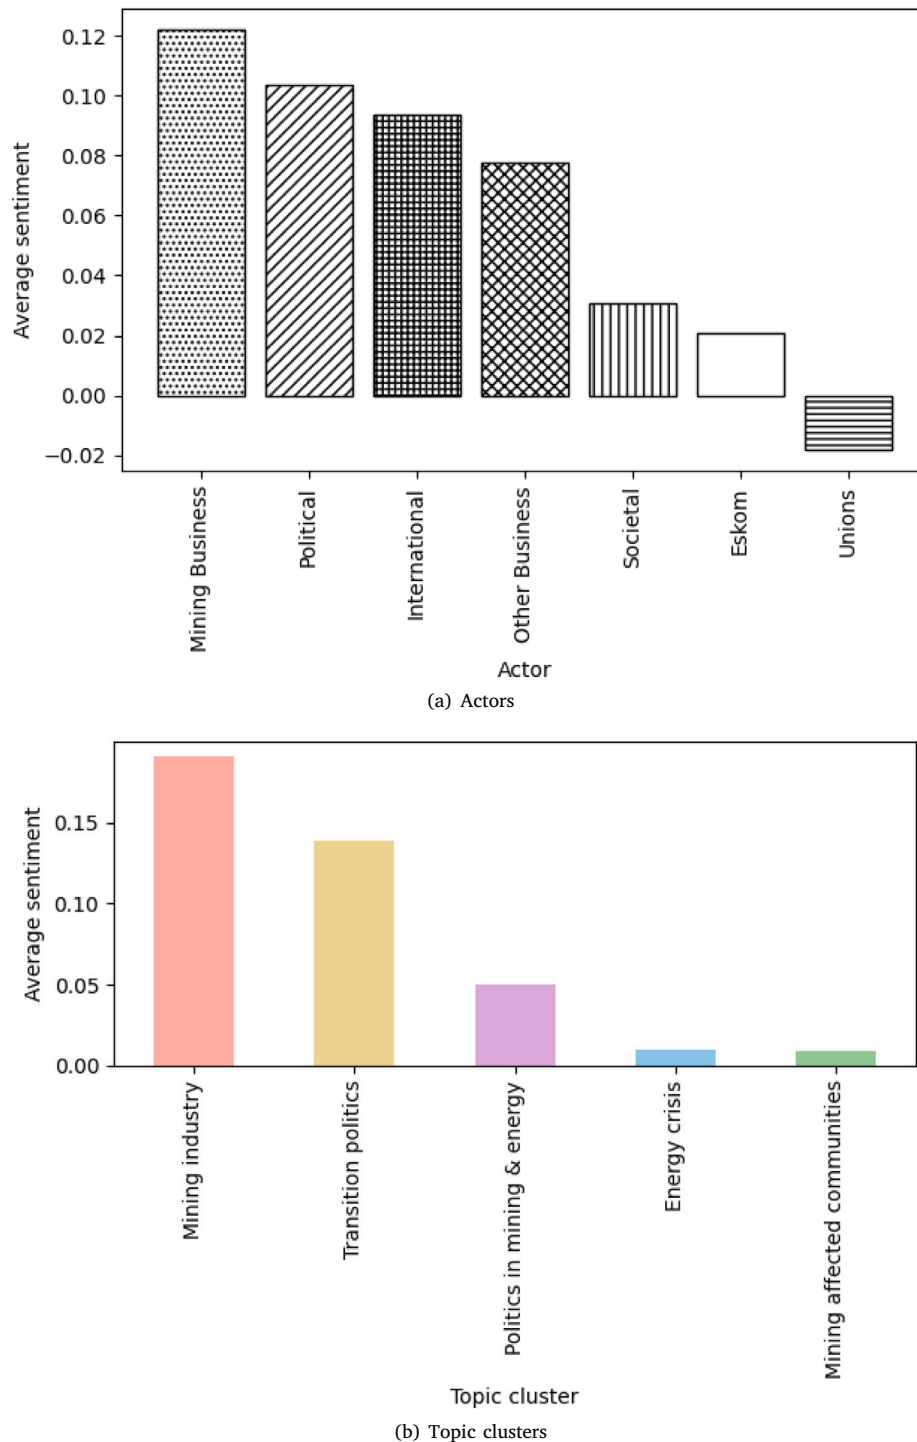 0.12
0.10
0.08
0.06
0.04
0.02
0.00
−0.02
Average sentiment
Mining Business
Political
International
Other Business
Societal
Eskom
Unions
Actor
(a) Actors
0.15
0.10
0.05
0.00
Average sentiment
Mining industry
Transition politics
Politics in mining & energy
Energy crisis
Mining affected communities
Topic cluster
(b) Topic clusters